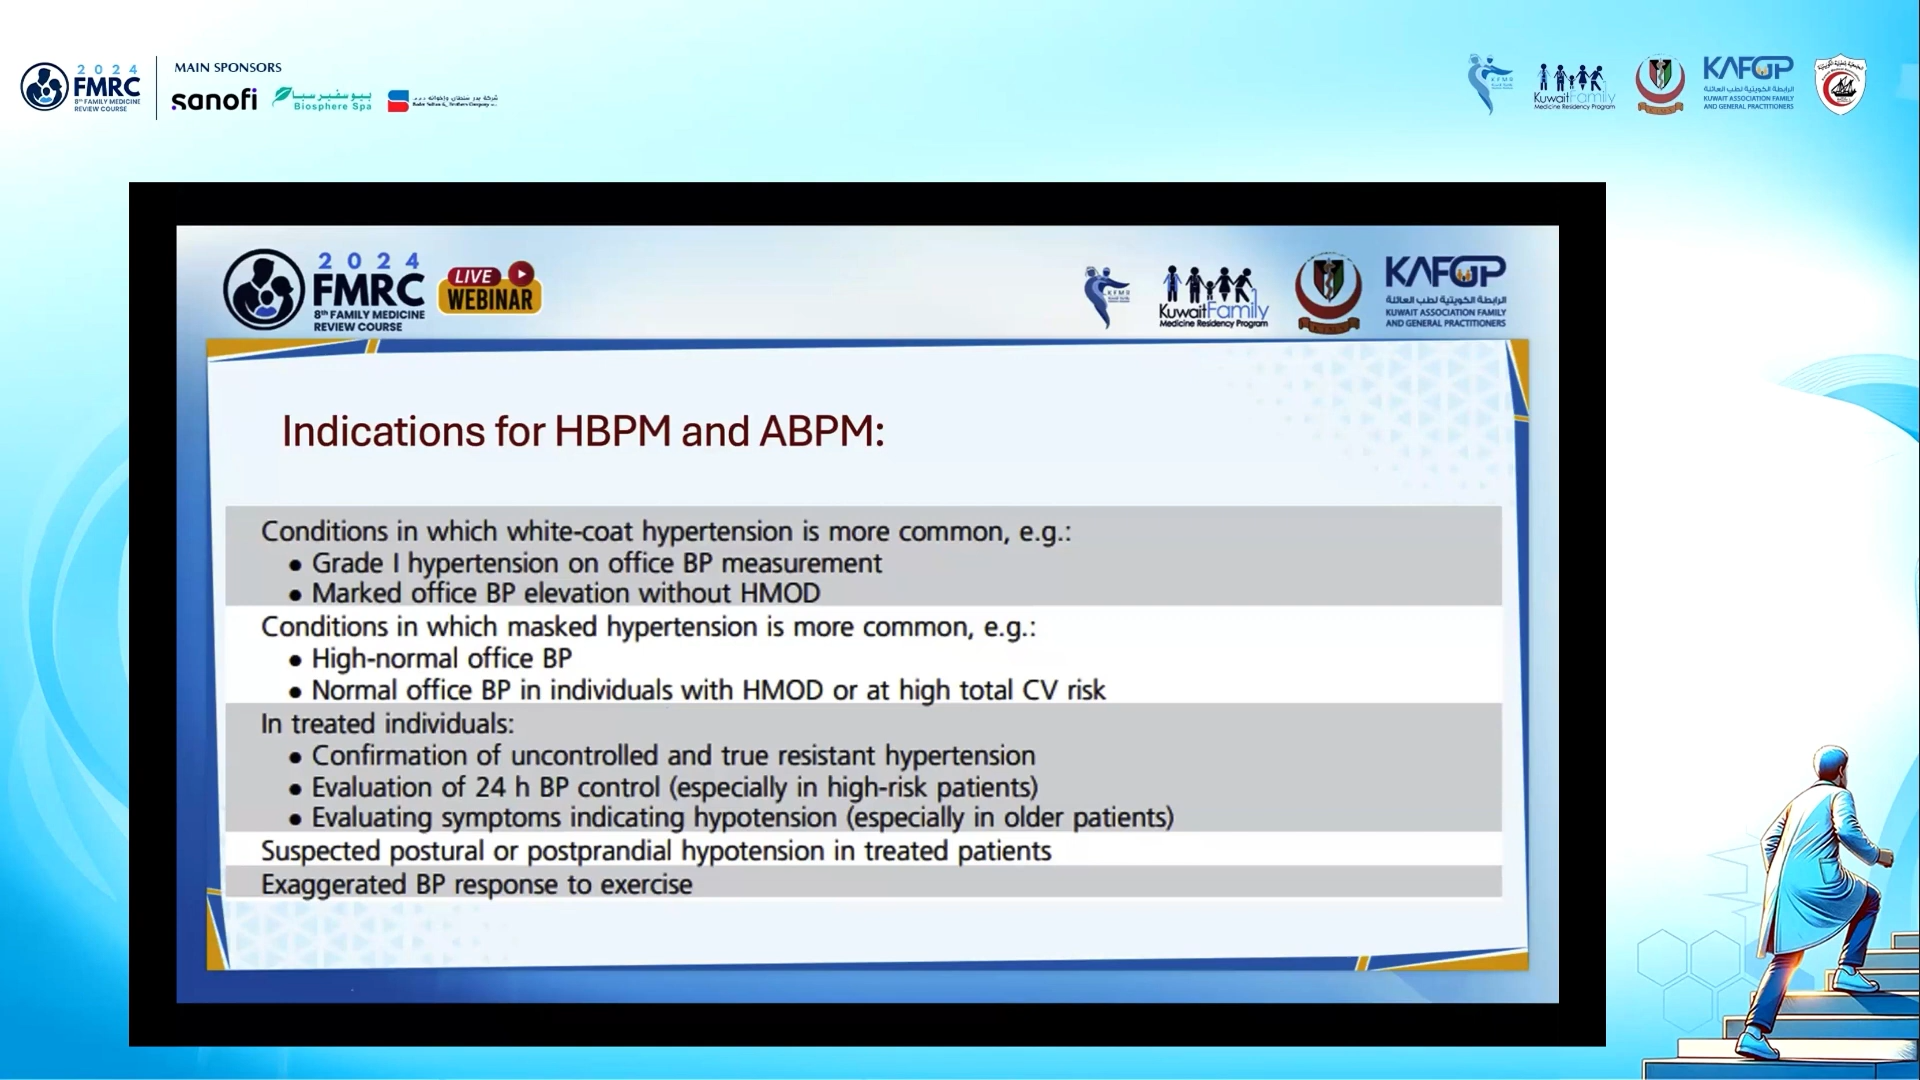 2024
FMRC
8th FAMILY MEDICINE
REVIEW COURSE
MAIN SPONSORS
sanofi
بيوسفير سبا
Biosphere Spa
KuwaitFamily
Medicine Residency Program
KAFGP
الرابطة الكويتية لطب العائلة
KUWAIT ASSOCIATION FAMILY
AND GENERAL PRACTITIONERS
2024
FMRC
8th FAMILY MEDICINE
REVIEW COURSE
LIVE
WEBINAR
KFMR
KuwaitFamily
Medicine Residency Program
KAFGP
الرابطة الكويتية لطب العائلة
KUWAIT ASSOCIATION FAMILY
AND GENERAL PRACTITIONERS
Indications for HBPM and ABPM:
Conditions in which white-coat hypertension is more common, e.g.:
● Grade I hypertension on office BP measurement
● Marked office BP elevation without HMOD
Conditions in which masked hypertension is more common, e.g.:
● High-normal office BP
● Normal office BP in individuals with HMOD or at high total CV risk
In treated individuals:
● Confirmation of uncontrolled and true resistant hypertension
● Evaluation of 24 h BP control (especially in high-risk patients)
● Evaluating symptoms indicating hypotension (especially in older patients)
Suspected postural or postprandial hypotension in treated patients
Exaggerated BP response to exercise